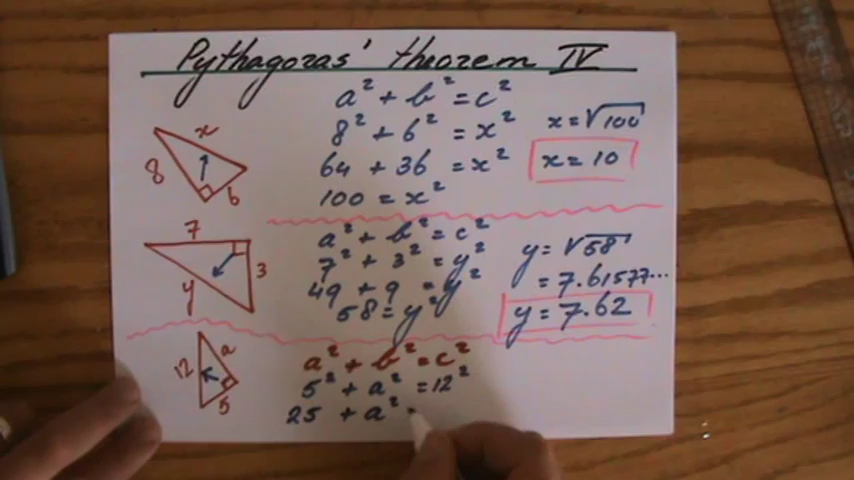 Pythagoras' theorem IV
a² + b² = c²
8² + 6² = x²
64 + 36 = x²
100 = x²
x = √100
x = 10
x
8
6
a² + b² = c²
7² + 3² = y²
49 + 9 = y²
58 = y²
y = √58
= 7.61577...
y = 7.62
7
3
y
a² + b² = c²
5² + a² = 12²
25 + a² =
12
a
5